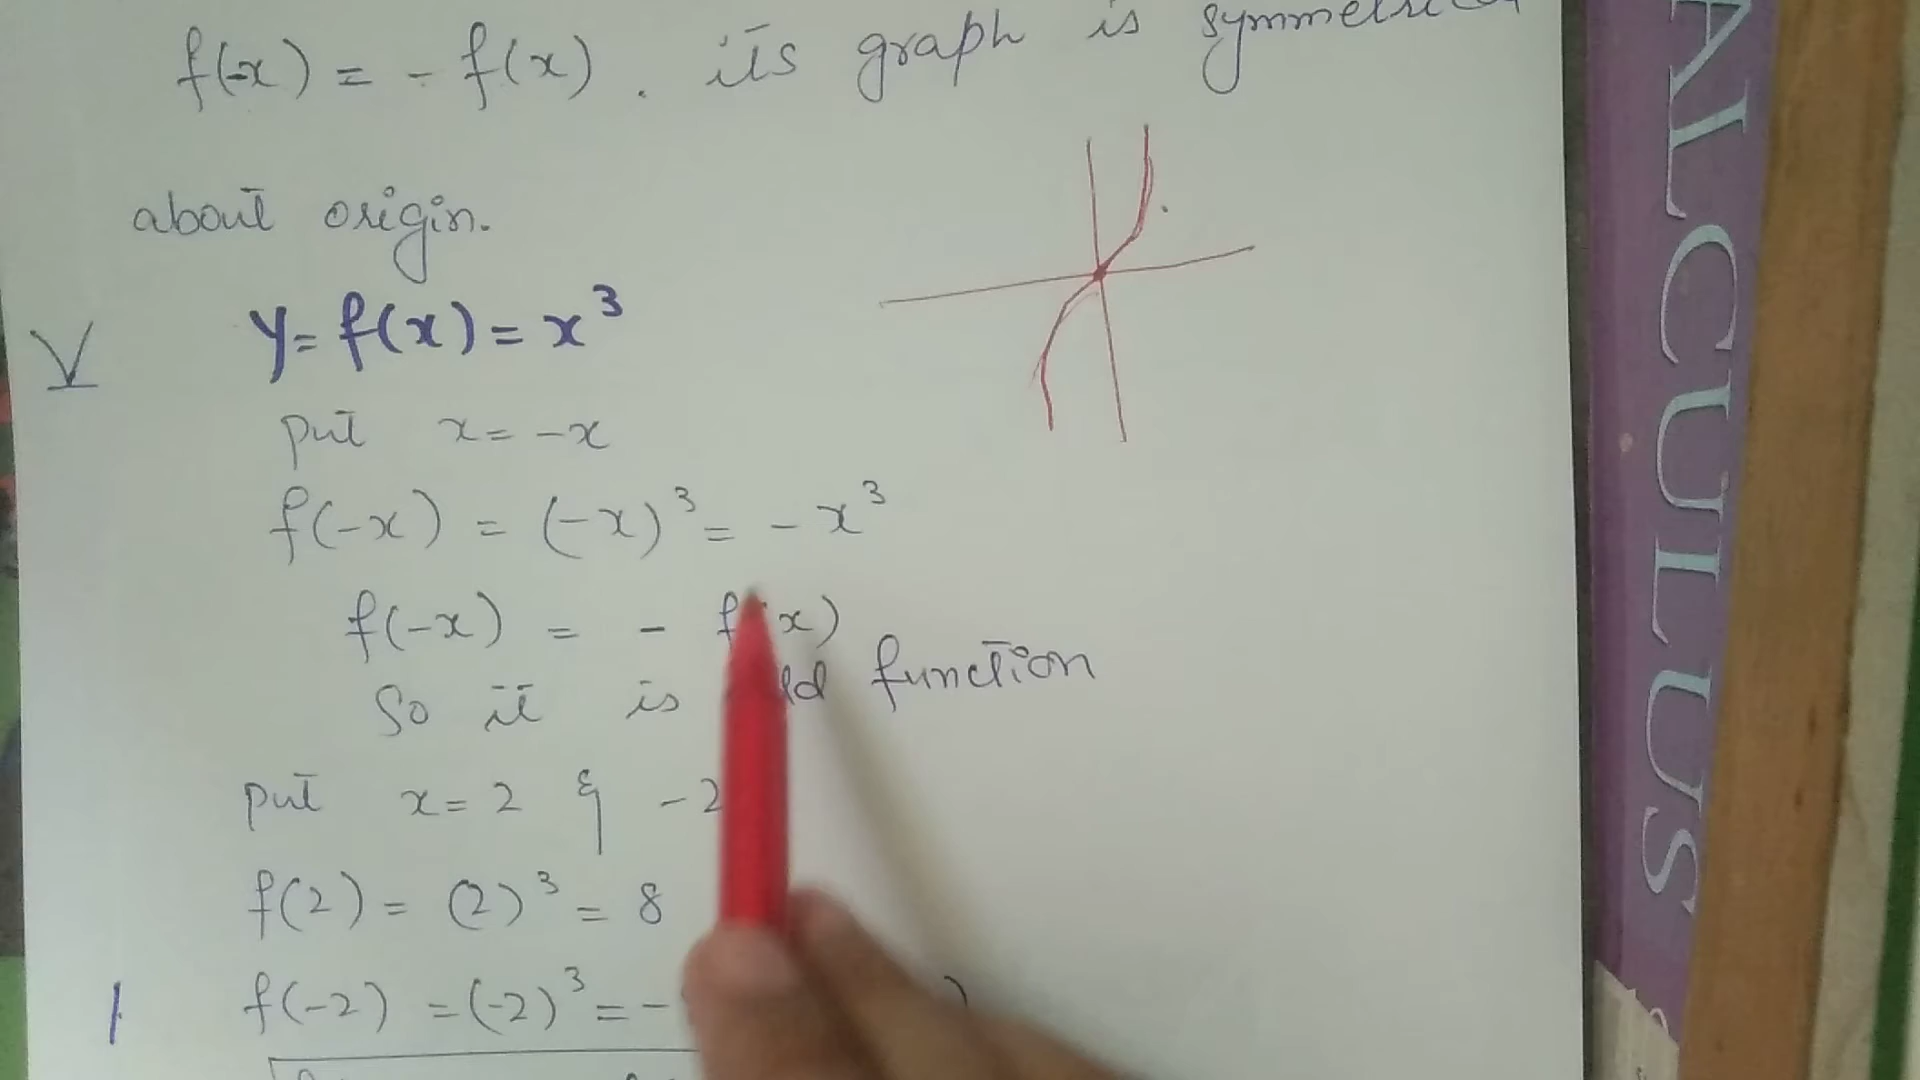 f(-x) = - f(x) . its graph is
about origin.
y = f(x) = x³
put x = -x
f(-x) = (-x)³ = - x³
f(-x) = - f(x)
So it is function
put x = 2 & -2
f(2) = (2)³ = 8
f(-2) = (-2)³ = -
ALCULUS